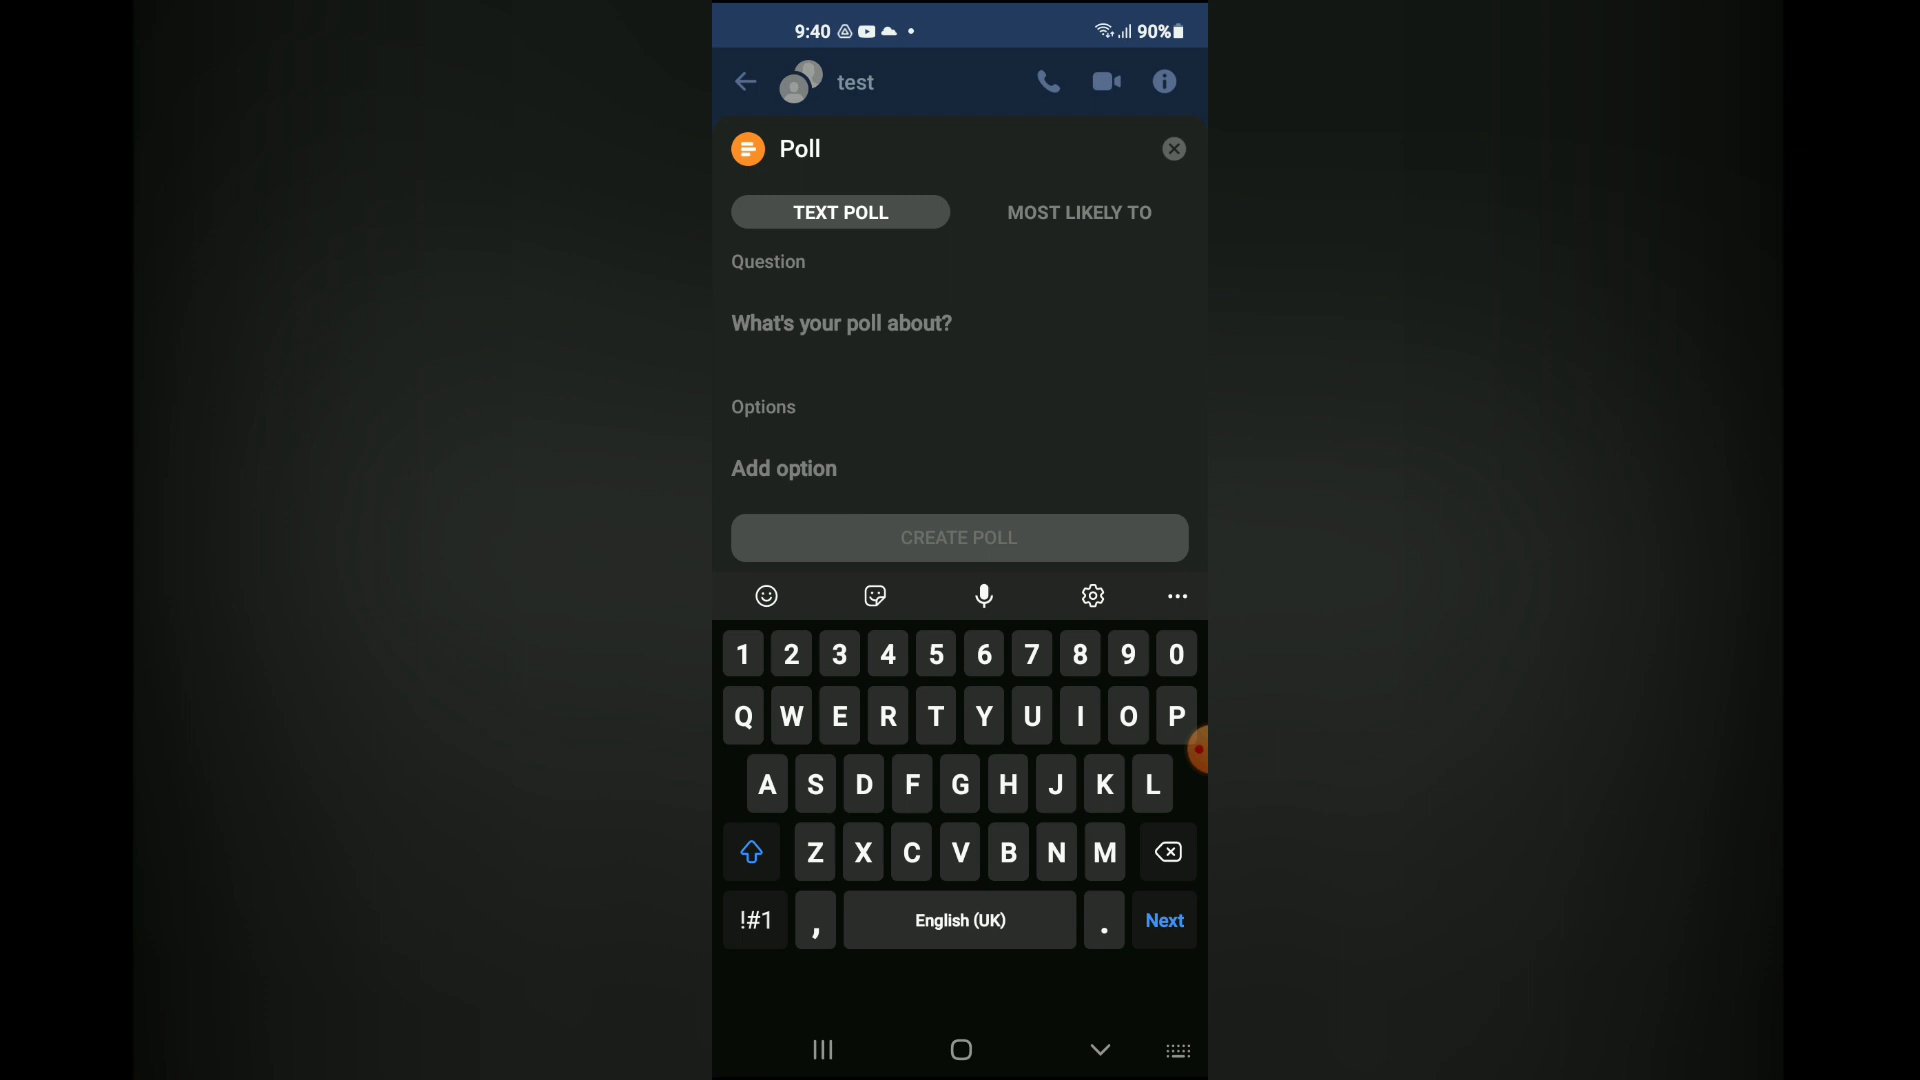 9:40 90%
test
Poll
TEXT POLL MOST LIKELY TO
Question
What's your poll about?
Options
Add option
CREATE POLL
1 2 3 4 5 6 7 8 9 0
Q W E R T Y U I O P
A S D F G H J K L
Z X C V B N M
!#1 , English (UK) . Next